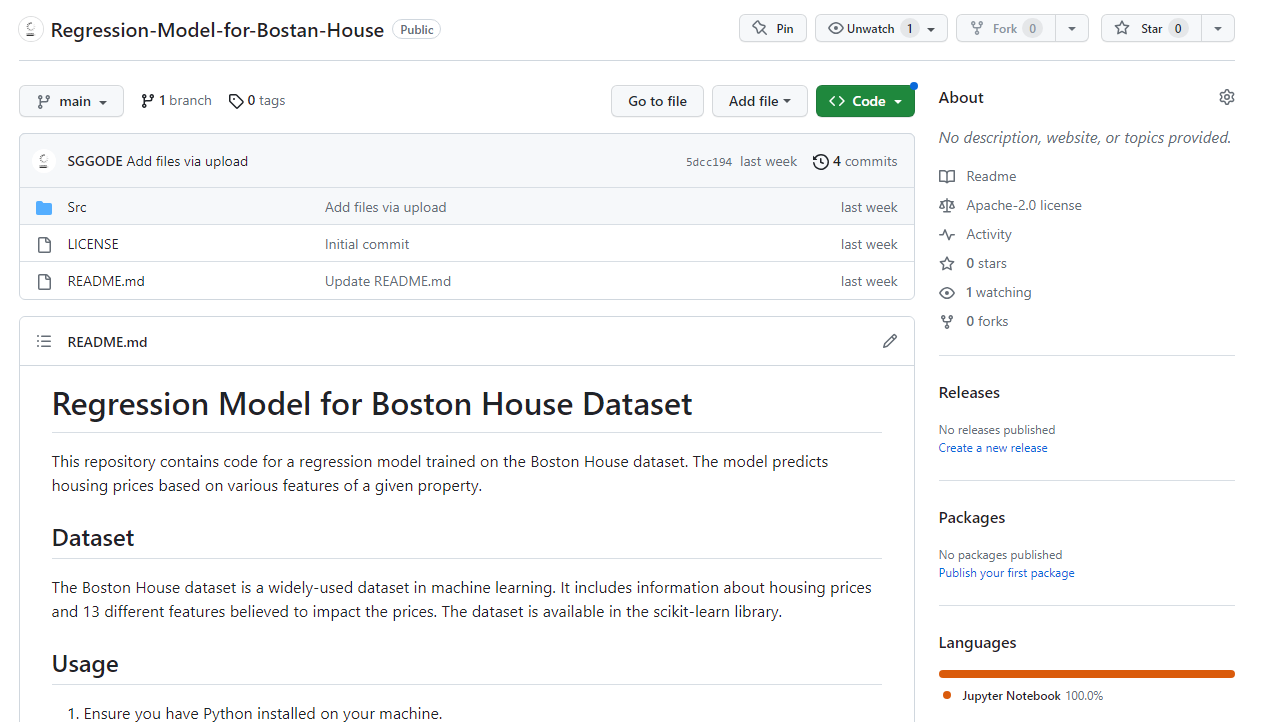 Regression-Model-for-Bostan-House Public Pin Unwatch 1 Fork 0 Star 0
main 1 branch 0 tags Go to file Add file Code
SGGODE Add files via upload 5dcc194 last week 4 commits
Src Add files via upload last week
LICENSE Initial commit last week
README.md Update README.md last week
README.md
Regression Model for Boston House Dataset
This repository contains code for a regression model trained on the Boston House dataset. The model predicts
housing prices based on various features of a given property.
Dataset
The Boston House dataset is a widely-used dataset in machine learning. It includes information about housing prices
and 13 different features believed to impact the prices. The dataset is available in the scikit-learn library.
Usage
1. Ensure you have Python installed on your machine.
About
No description, website, or topics provided.
Readme
Apache-2.0 license
Activity
0 stars
1 watching
0 forks
Releases
No releases published
Create a new release
Packages
No packages published
Publish your first package
Languages
Jupyter Notebook 100.0%